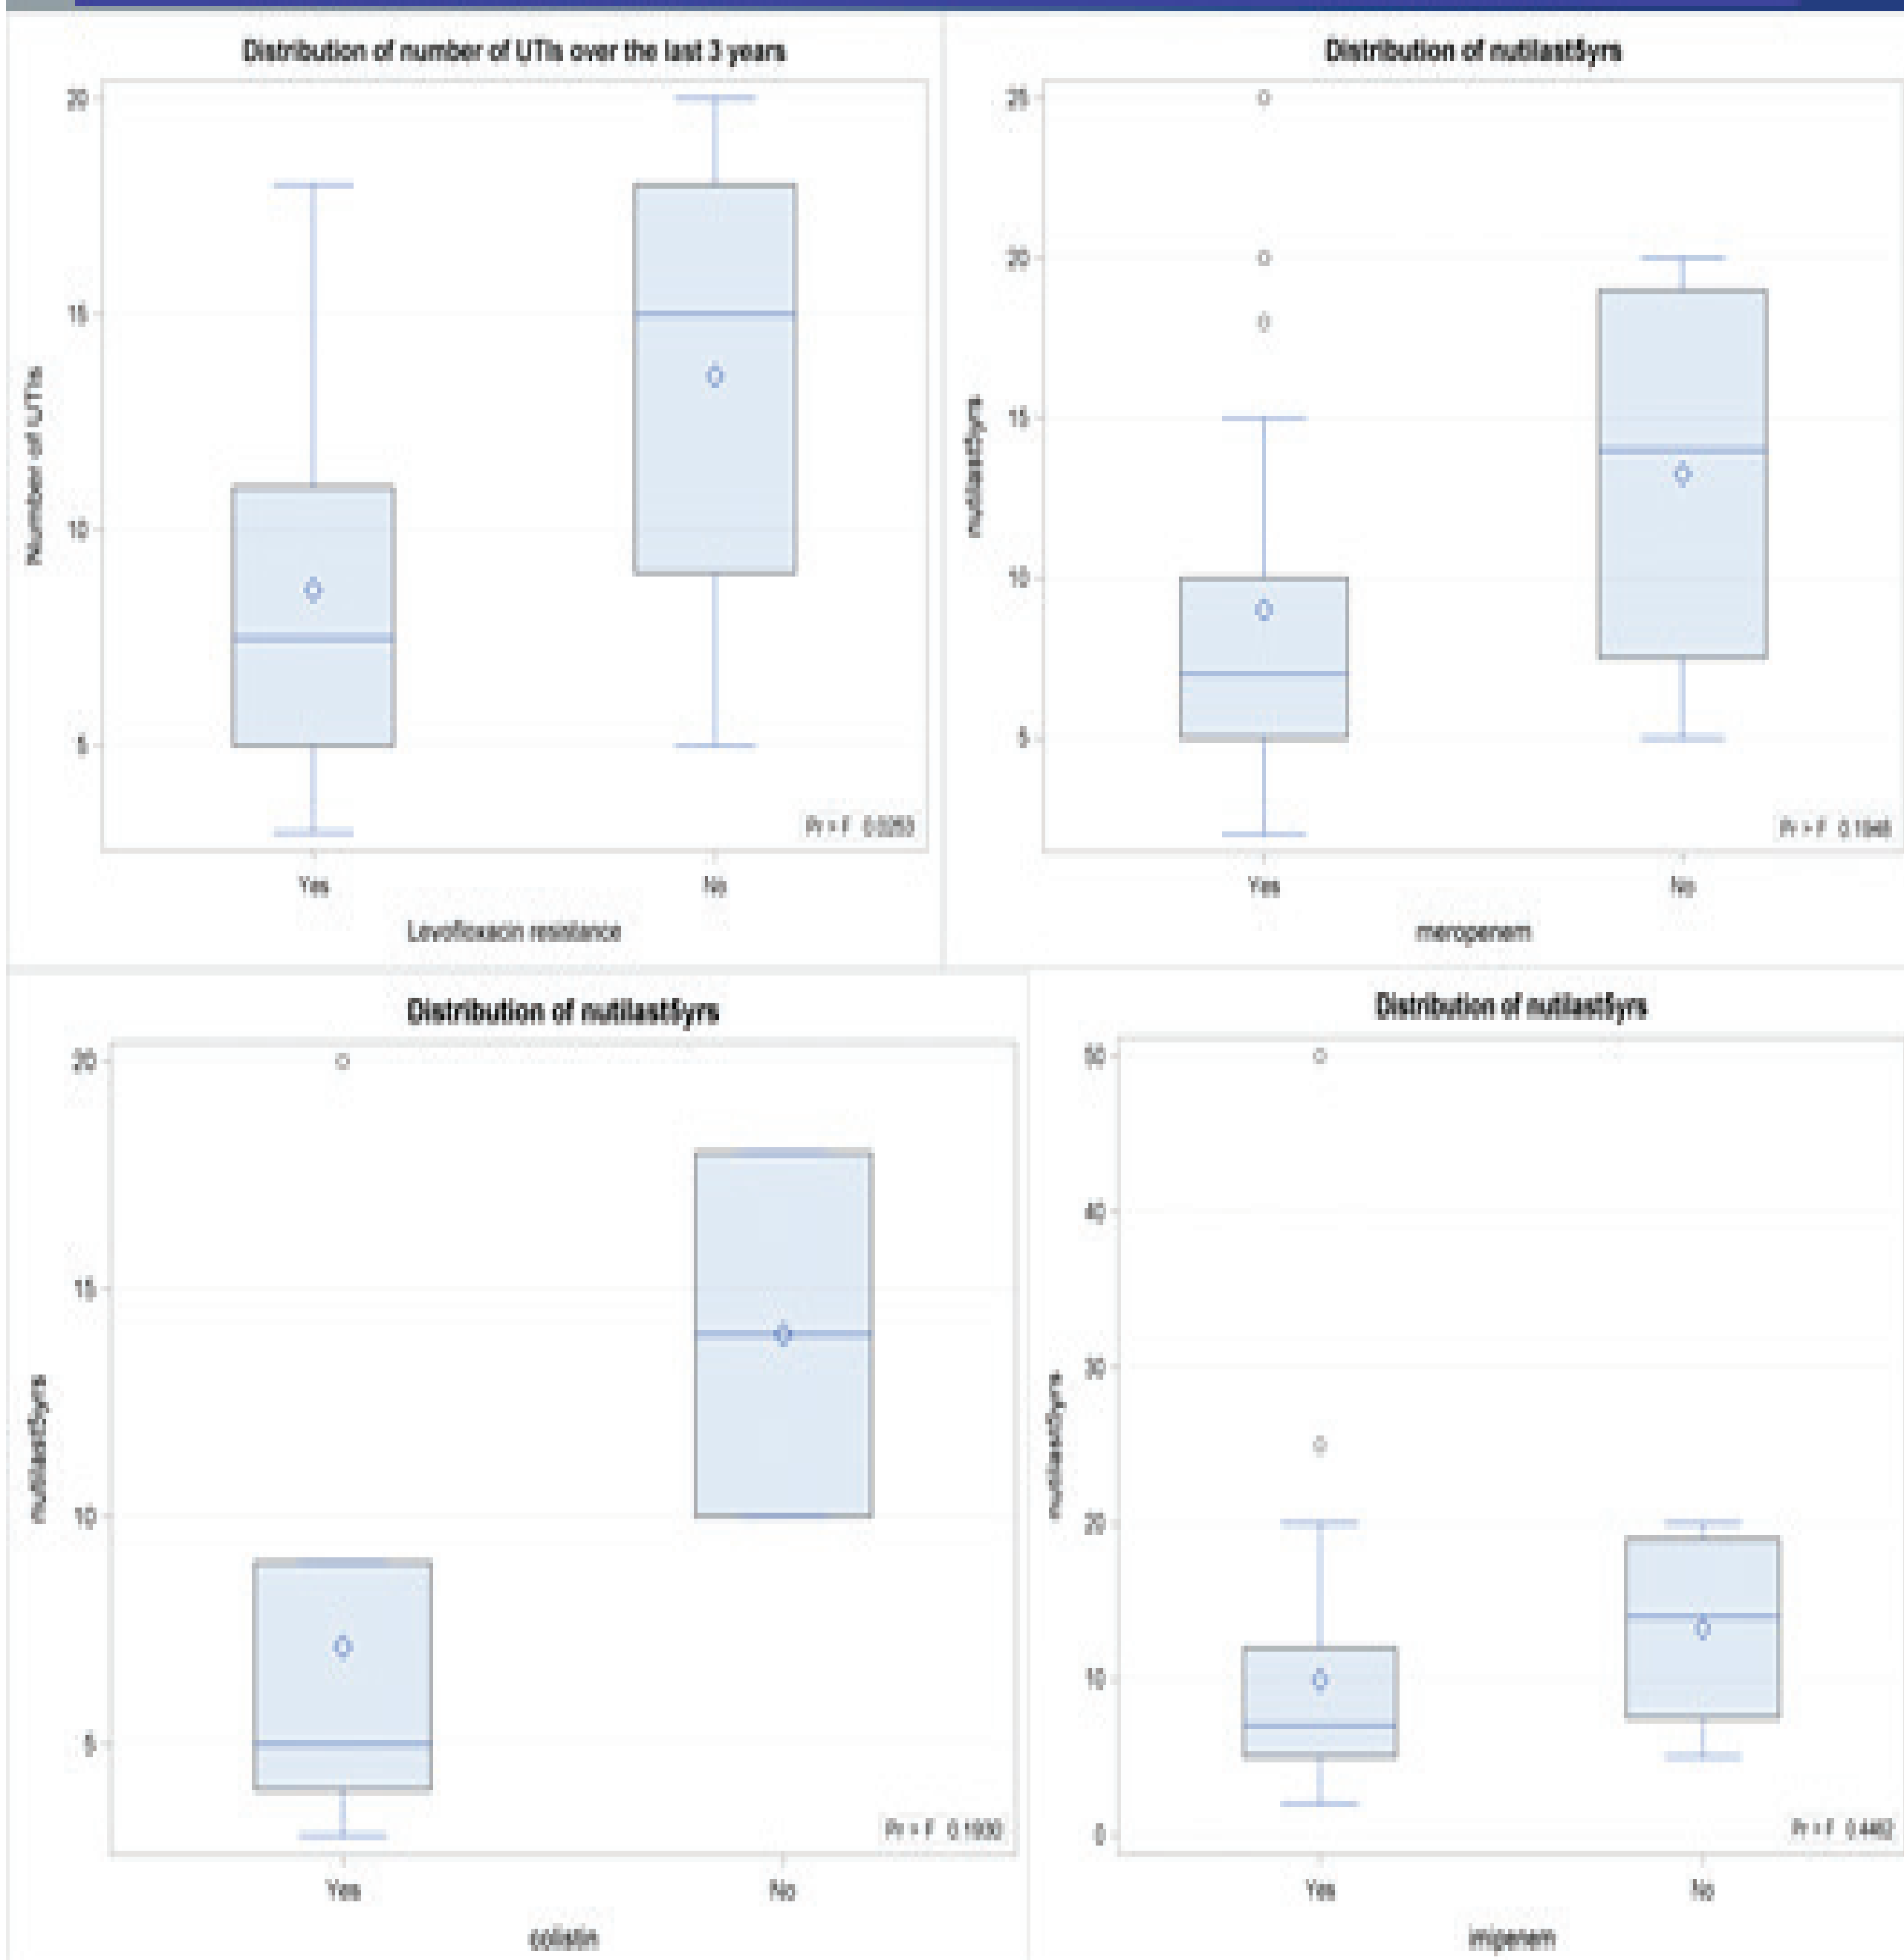 Distribution of number of UTIs over the last 3 years
Number of UTIs
20
15
10
5
Yes
No
Levofloxacin resistance
Distribution of nutilast5yrs
nutilast5yrs
25
20
15
10
5
Pr > F
Yes
No
meropenem
Distribution of nutilast5yrs
nutilast5yrs
20
15
10
5
Pr > F
Yes
No
colistin
Distribution of nutilast5yrs
nutilast5yrs
50
40
30
20
10
0
Pr > F
Yes
No
imipenem